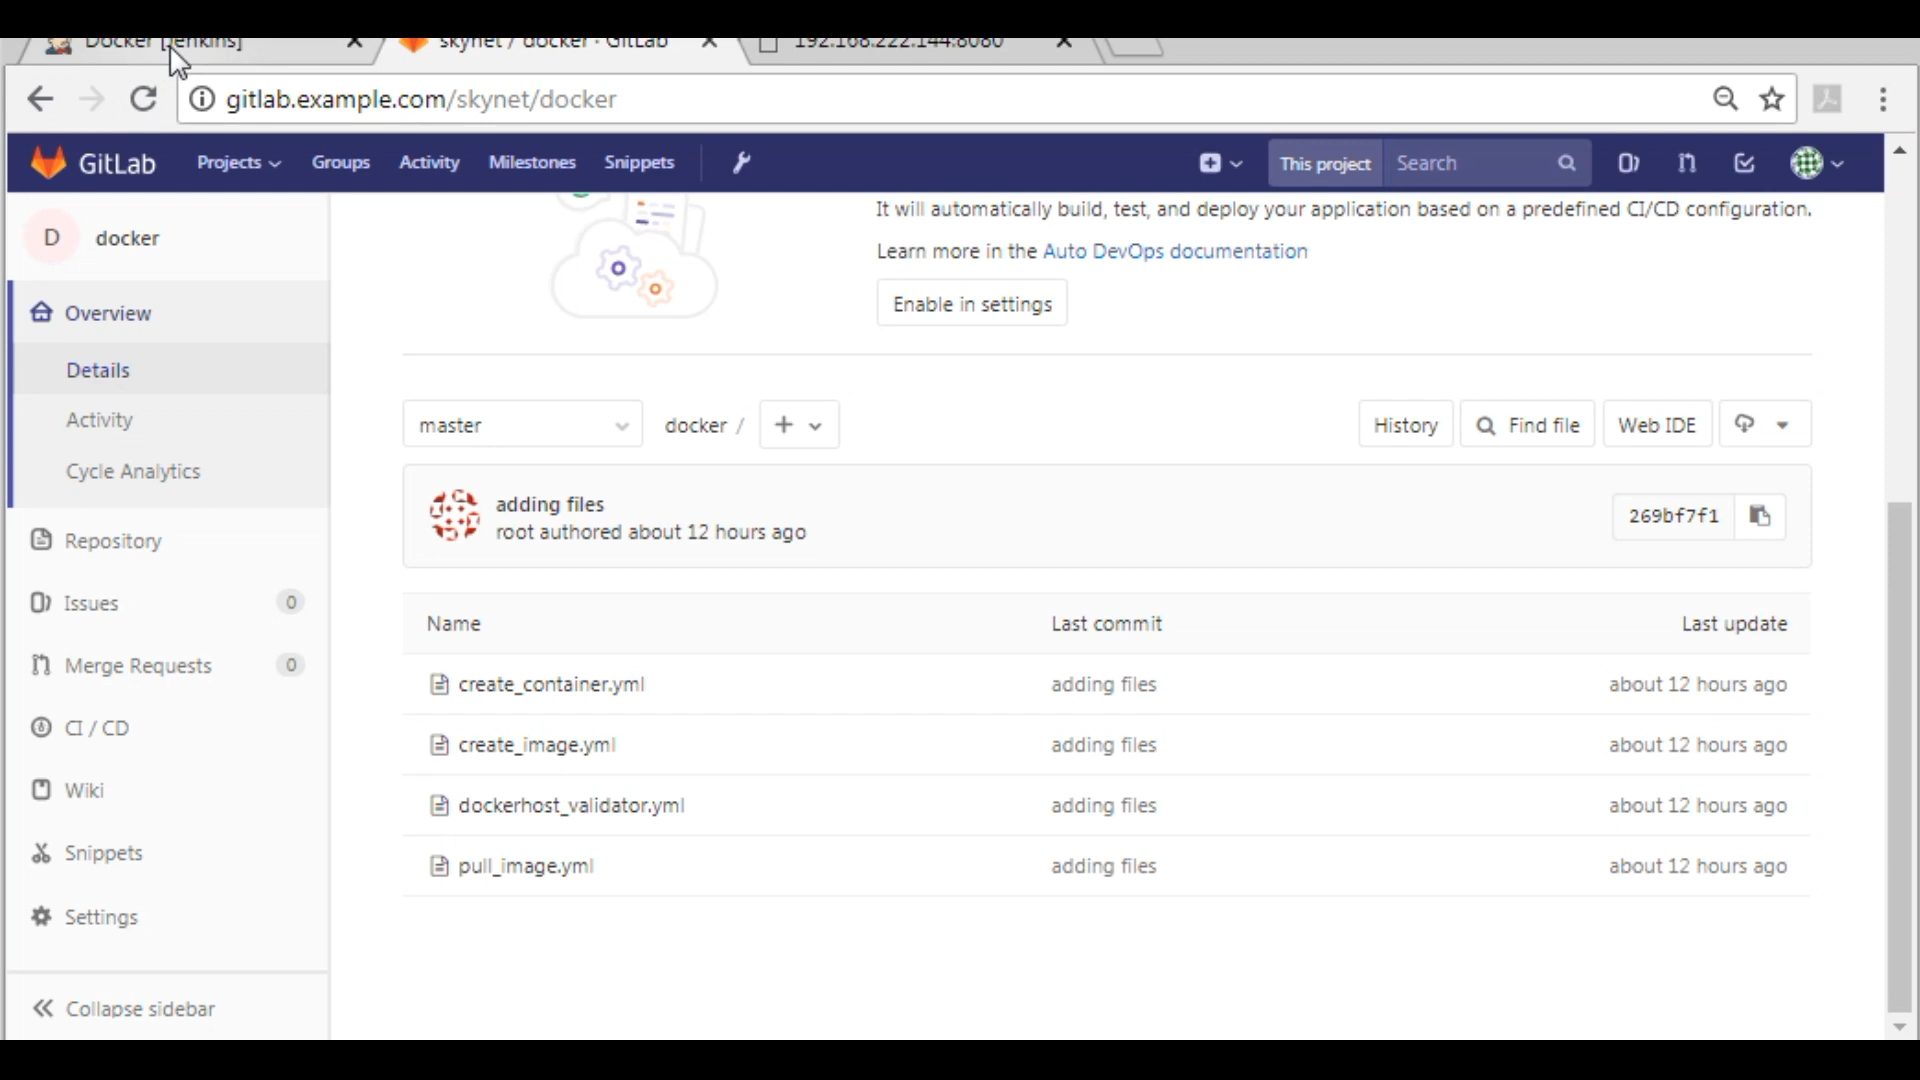 Docker [Jenkins]
skynet / docker · GitLab
192.168.222.144:8080
gitlab.example.com/skynet/docker
GitLab Projects Groups Activity Milestones Snippets This project Search
D docker
It will automatically build, test, and deploy your application based on a predefined CI/CD configuration.
Learn more in the Auto DevOps documentation
Enable in settings
Overview
Details
Activity
Cycle Analytics
Repository
Issues 0
Merge Requests 0
CI / CD
Wiki
Snippets
Settings
Collapse sidebar
master docker / + History Find file Web IDE
adding files
root authored about 12 hours ago
269bf7f1
Name Last commit Last update
create_container.yml adding files about 12 hours ago
create_image.yml adding files about 12 hours ago
dockerhost_validator.yml adding files about 12 hours ago
pull_image.yml adding files about 12 hours ago